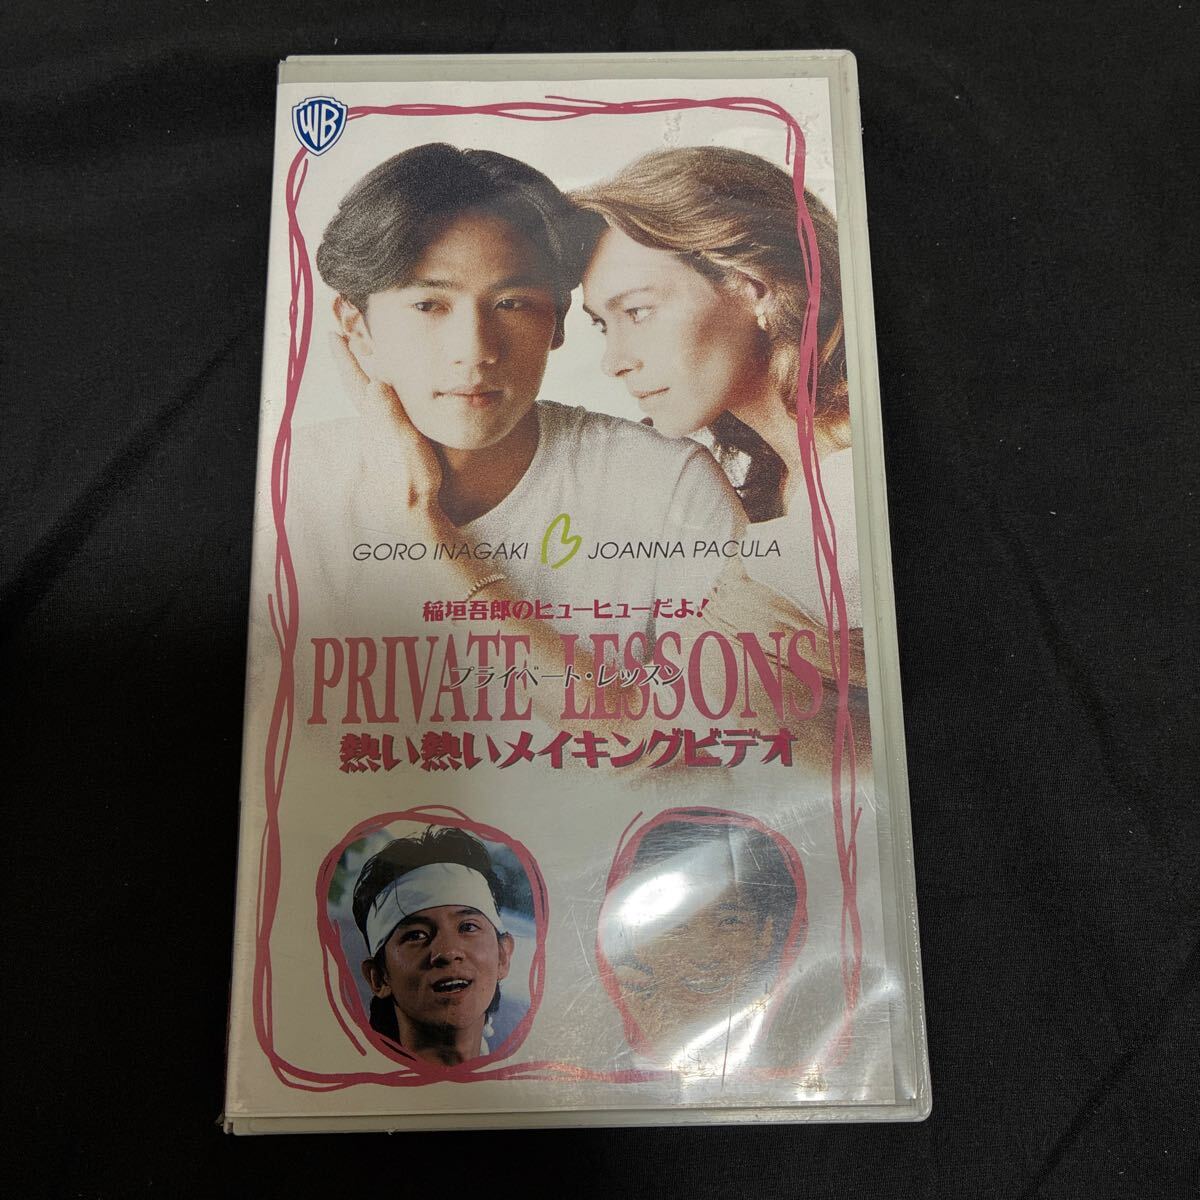 WB
GORO INAGAKI JOANNA PACULA
稲垣吾郎のヒューヒューだよ!
PRIVATE LESSONS
プライベート・レッスン
熱い熱いメイキングビデオ